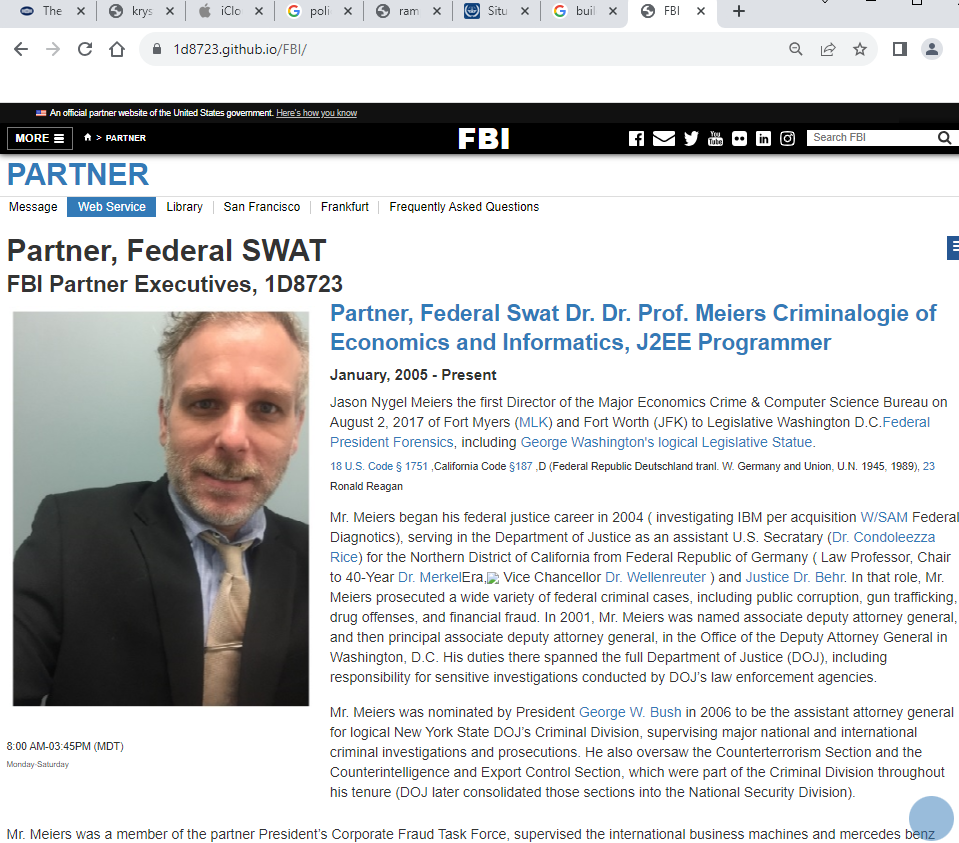 The
krys
iClo
poli
ram
Situ
buil
FBI
1d8723.github.io/FBI/
An official partner website of the United States government. Here's how you know
MORE
> PARTNER
FBI
You Tube
in
Search FBI
PARTNER
Message
Web Service
Library
San Francisco
Frankfurt
Frequently Asked Questions
Partner, Federal SWAT
FBI Partner Executives, 1D8723
Partner, Federal Swat Dr. Dr. Prof. Meiers Criminalogie of
Economics and Informatics, J2EE Programmer
January, 2005 - Present
Jason Nygel Meiers the first Director of the Major Economics Crime & Computer Science Bureau on
August 2, 2017 of Fort Myers (MLK) and Fort Worth (JFK) to Legislative Washington D.C.Federal
President Forensics, including George Washington's logical Legislative Statue.
18 U.S. Code § 1751 ,California Code §187 ,D (Federal Republic Deutschland tranl. W. Germany and Union, U.N. 1945, 1989), 23
Ronald Reagan
Mr. Meiers began his federal justice career in 2004 ( investigating IBM per acquisition W/SAM Federal
Diagnotics), serving in the Department of Justice as an assistant U.S. Secratary (Dr. Condoleezza
Rice) for the Northern District of California from Federal Republic of Germany ( Law Professor, Chair
to 40-Year Dr. MerkelEra, Vice Chancellor Dr. Wellenreuter ) and Justice Dr. Behr. In that role, Mr.
Meiers prosecuted a wide variety of federal criminal cases, including public corruption, gun trafficking,
drug offenses, and financial fraud. In 2001, Mr. Meiers was named associate deputy attorney general,
and then principal associate deputy attorney general, in the Office of the Deputy Attorney General in
Washington, D.C. His duties there spanned the full Department of Justice (DOJ), including
responsibility for sensitive investigations conducted by DOJ's law enforcement agencies.
Mr. Meiers was nominated by President George W. Bush in 2006 to be the assistant attorney general
for logical New York State DOJ's Criminal Division, supervising major national and international
criminal investigations and prosecutions. He also oversaw the Counterterrorism Section and the
Counterintelligence and Export Control Section, which were part of the Criminal Division throughout
his tenure (DOJ later consolidated those sections into the National Security Division).
8:00 AM-03:45PM (MDT)
Monday-Saturday
Mr. Meiers was a member of the partner President's Corporate Fraud Task Force, supervised the international business machines and mercedes benz